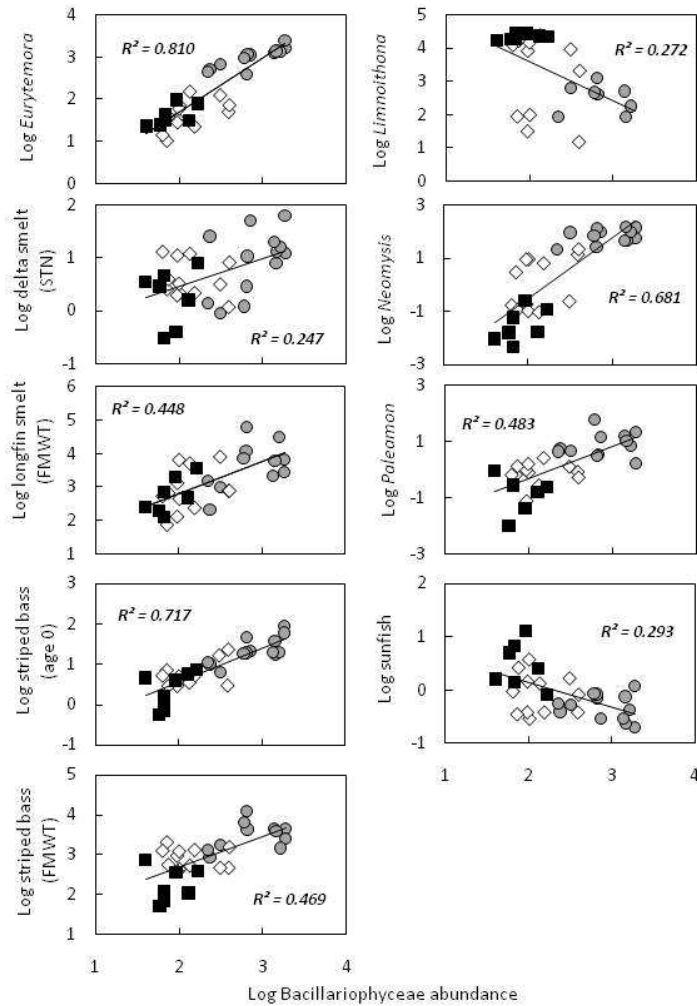 4
3
2
1
0
Log Eurytemora
R² = 0.810
5
4
3
2
1
0
Log Limnoithona
R² = 0.272
2
1
0
-1
Log delta smelt
(STN)
R² = 0.247
3
1
-1
-3
Log Neomysis
R² = 0.681
6
5
4
3
2
1
Log longfin smelt
(FMWT)
R² = 0.448
3
1
-1
-3
Log Paleamon
R² = 0.483
3
2
1
0
-1
Log striped bass
(age 0)
R² = 0.717
2
1
0
-1
Log sunfish
R² = 0.293
1 2 3 4
5
4
3
2
1
Log striped bass
(FMWT)
R² = 0.469
1 2 3 4
Log Bacillariophyceae abundance